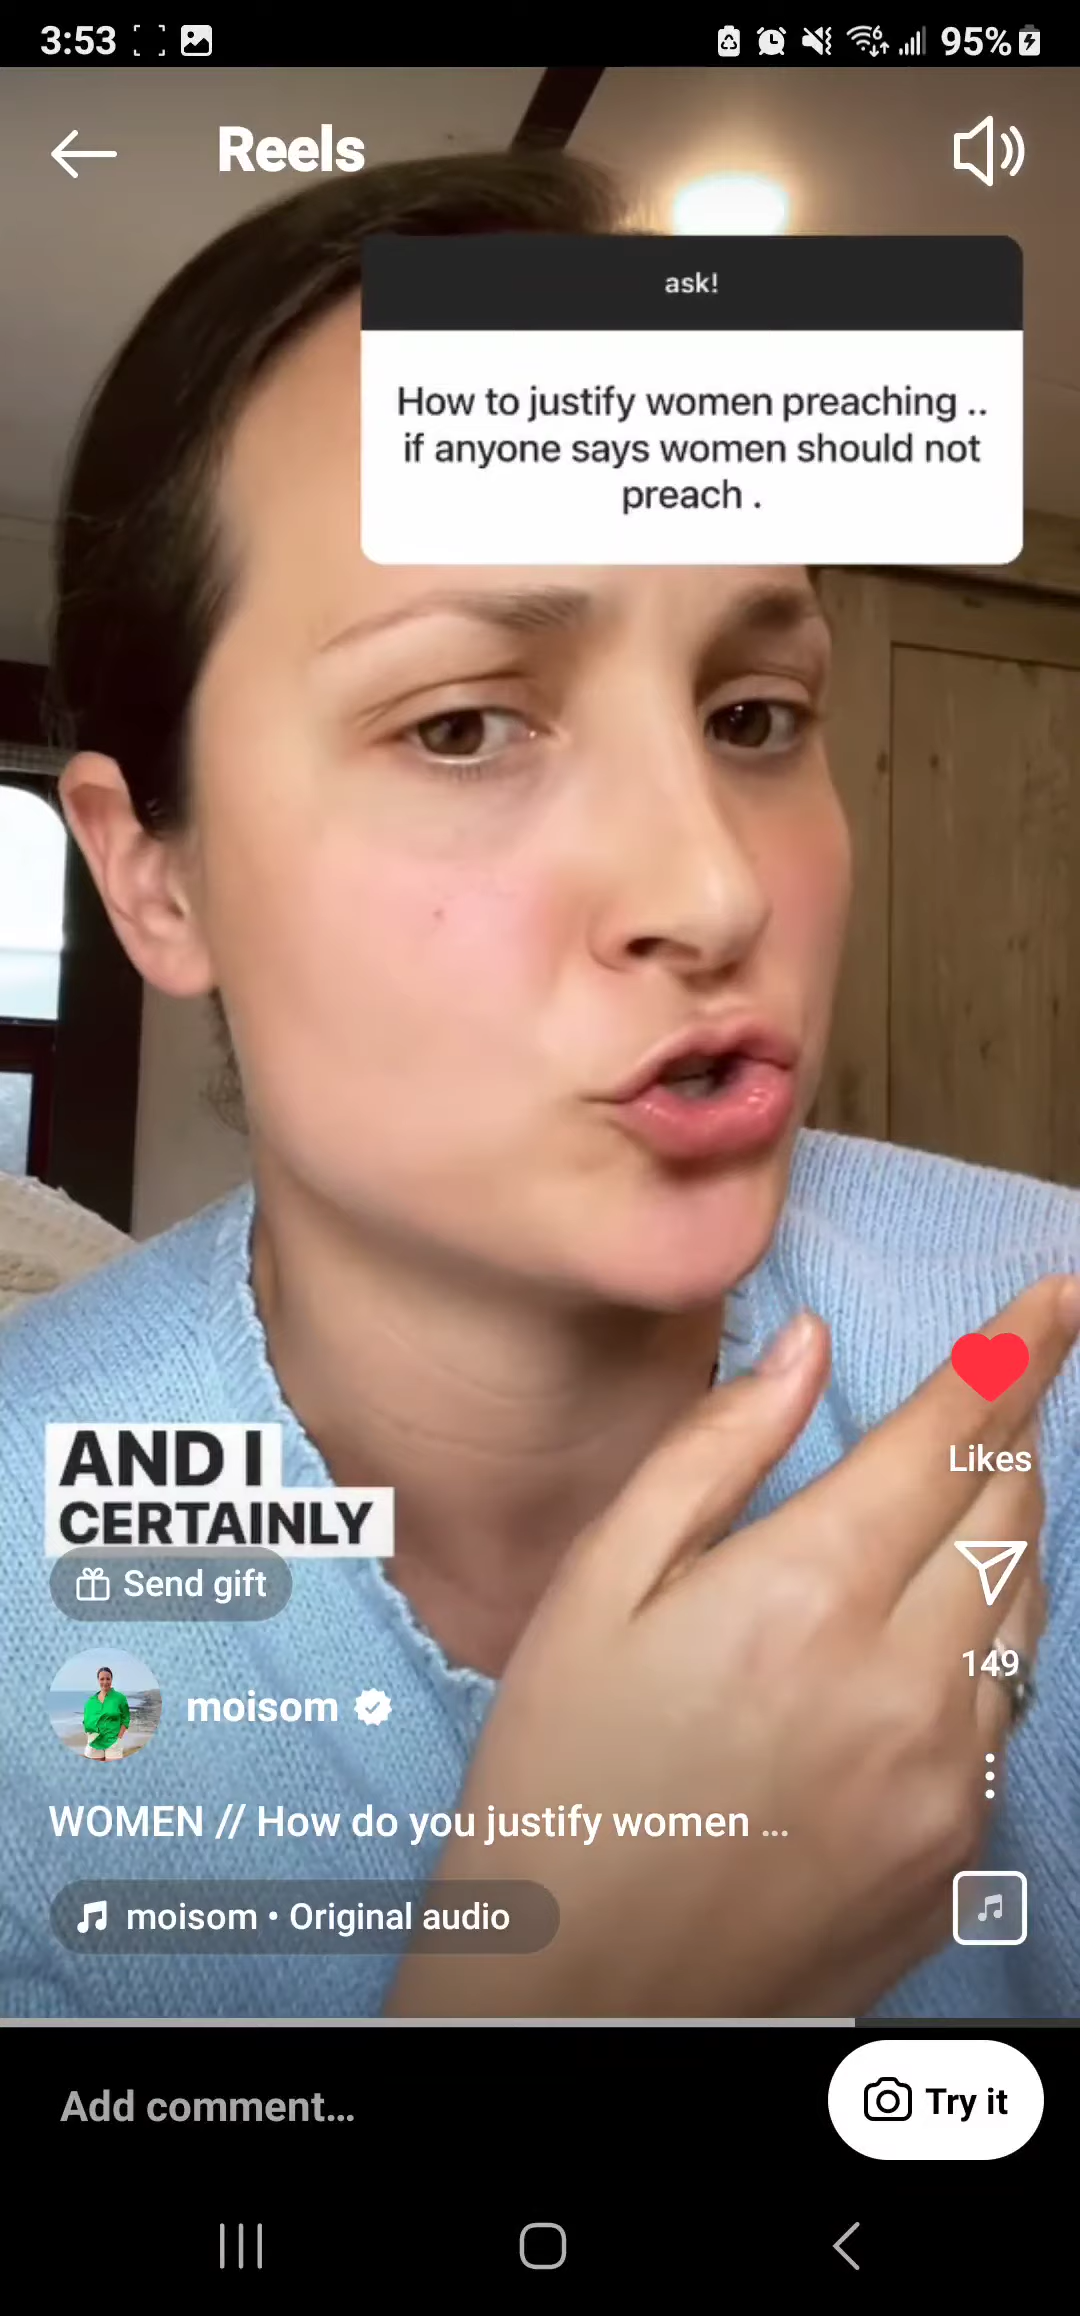 3:53
95%
Reels
ask!
How to justify women preaching ..
if anyone says women should not
preach .
AND I
CERTAINLY
Send gift
Likes
149
moisom
WOMEN // How do you justify women ...
moisom • Original audio
Add comment...
Try it